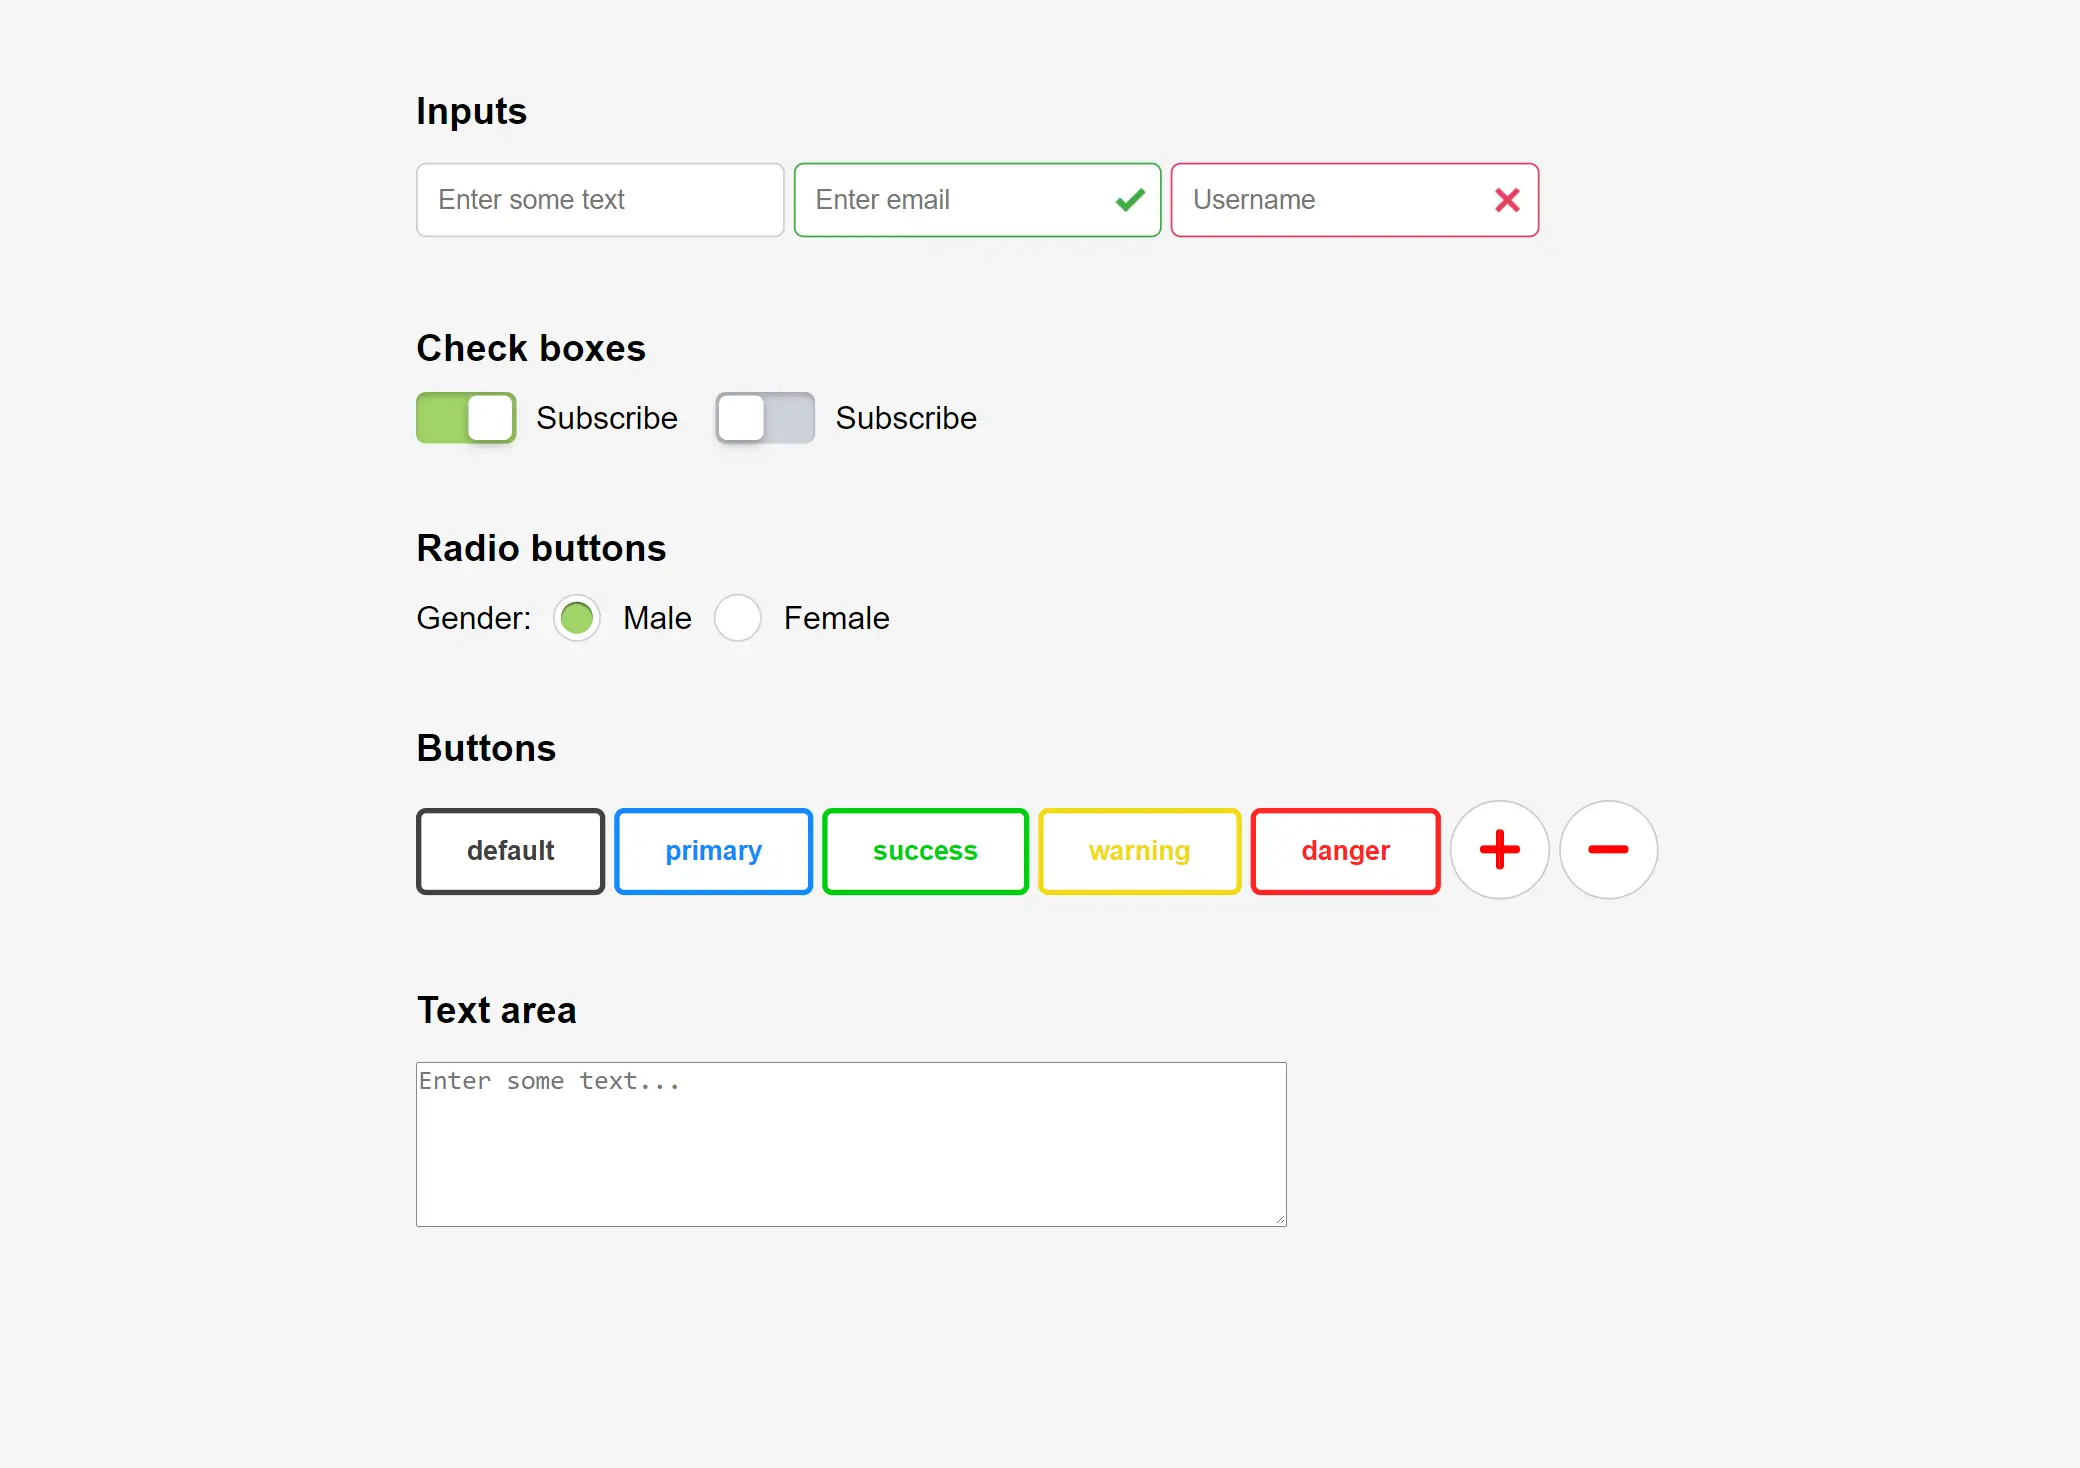 Inputs
Enter some text Enter email Username
Check boxes
Subscribe Subscribe
Radio buttons
Gender: Male Female
Buttons
default primary success warning danger
Text area
Enter some text...